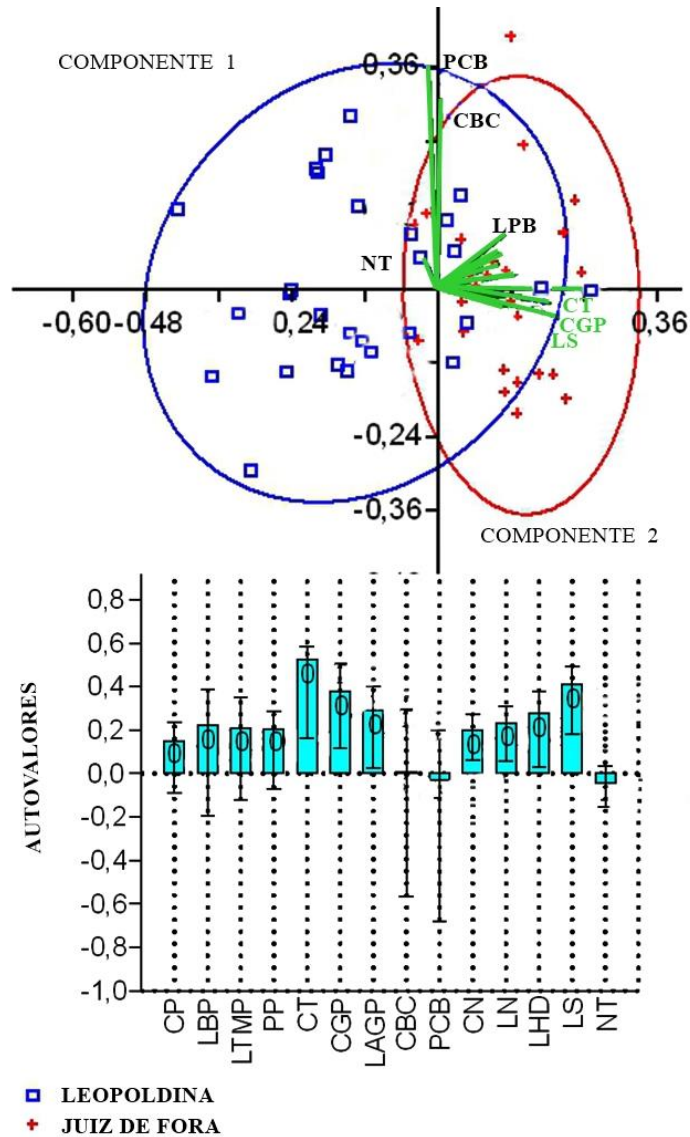 COMPONENTE 1
0,36
PCB
CBC
LPB
NT
-0,60 -0,48 0,24 0,36
CT
CGP
LS
-0,24
-0,36
COMPONENTE 2
AUTOVALORES
0,8
0,6
0,4
0,2
0,0
-0,2
-0,4
-0,6
-0,8
-1,0
CP LBP LTMP PP CT CGP LAGP CBC PCB CN LN LHD LS NT
LEOPOLDINA
JUIZ DE FORA